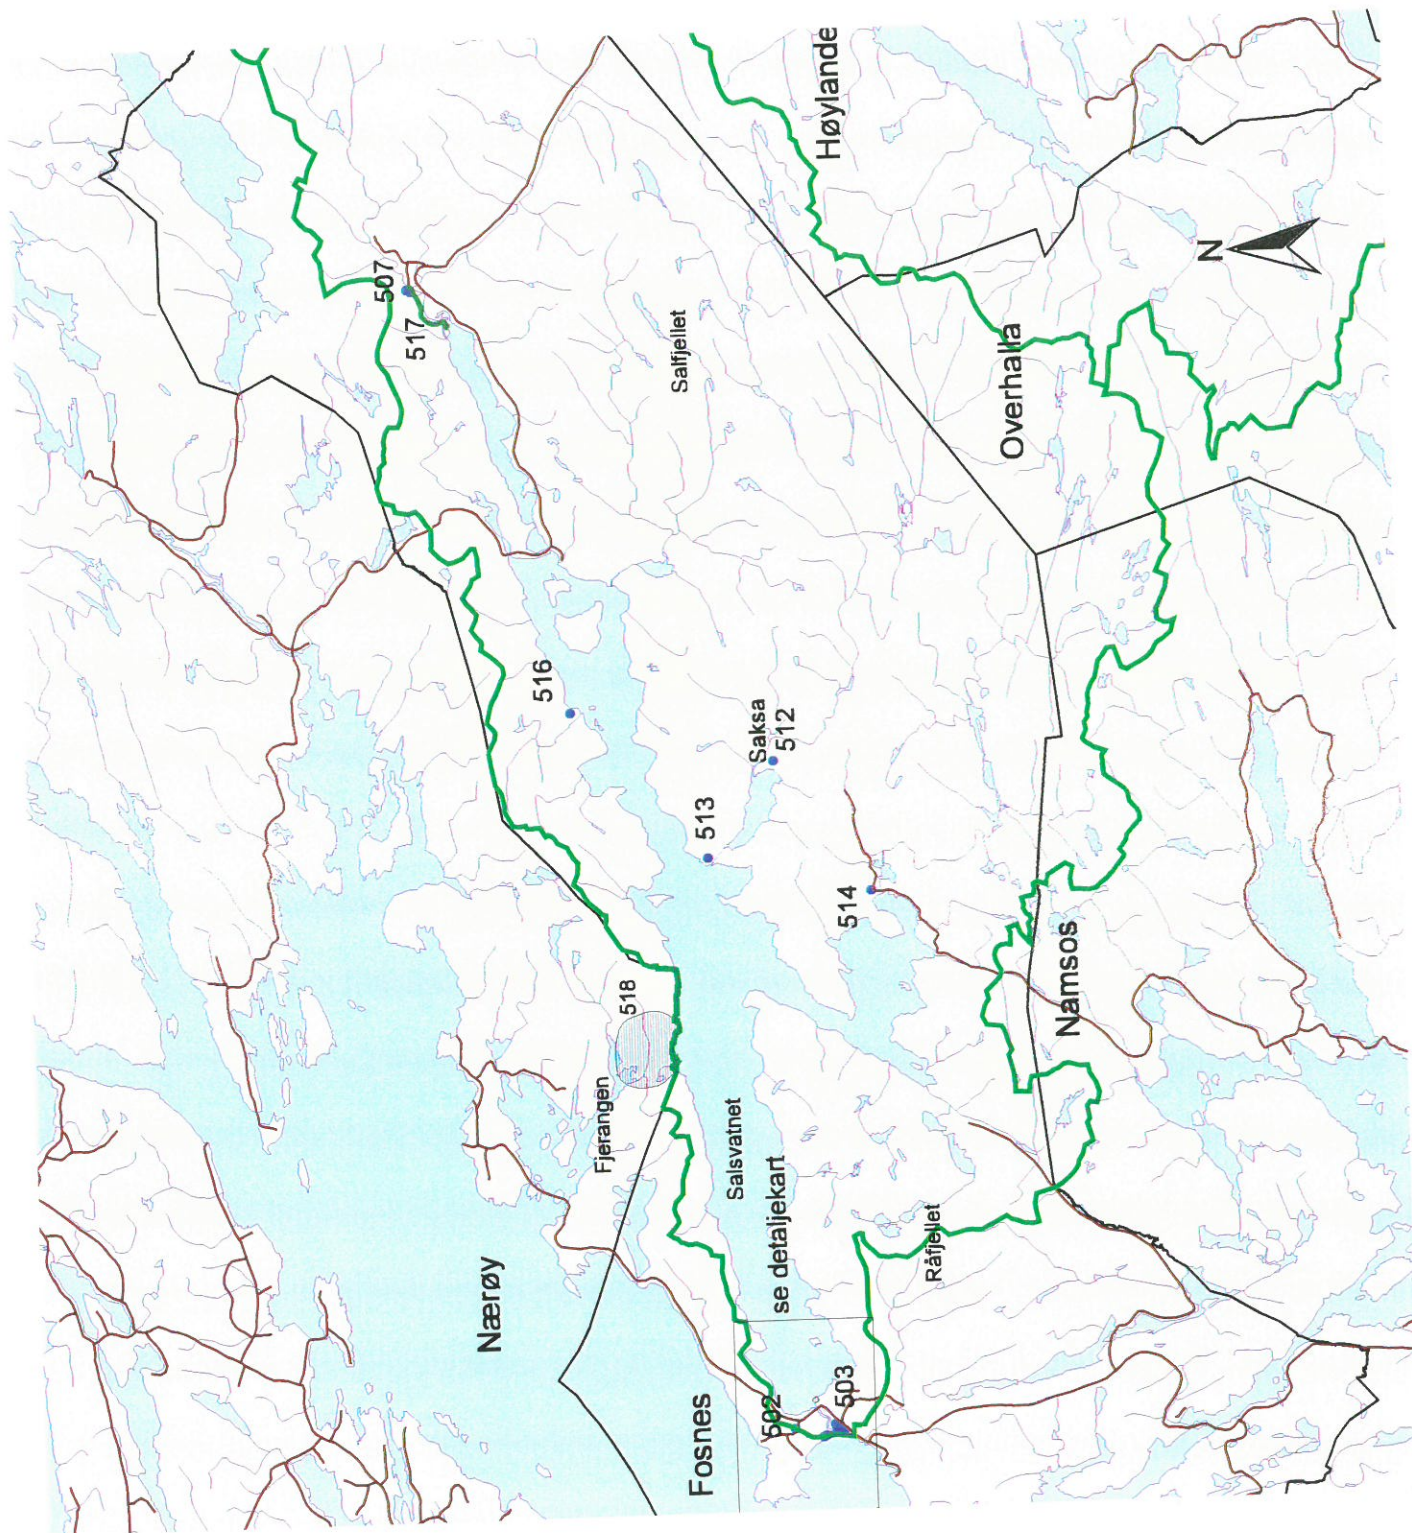 Høylande
N
507
517
Salfjellet
Overhalla
516
Saksa
512
513
514
518
Namsos
Fjerangen
Salsvatnet
se detaljekart
Råfjellet
Nærøy
Fosnes
502
503